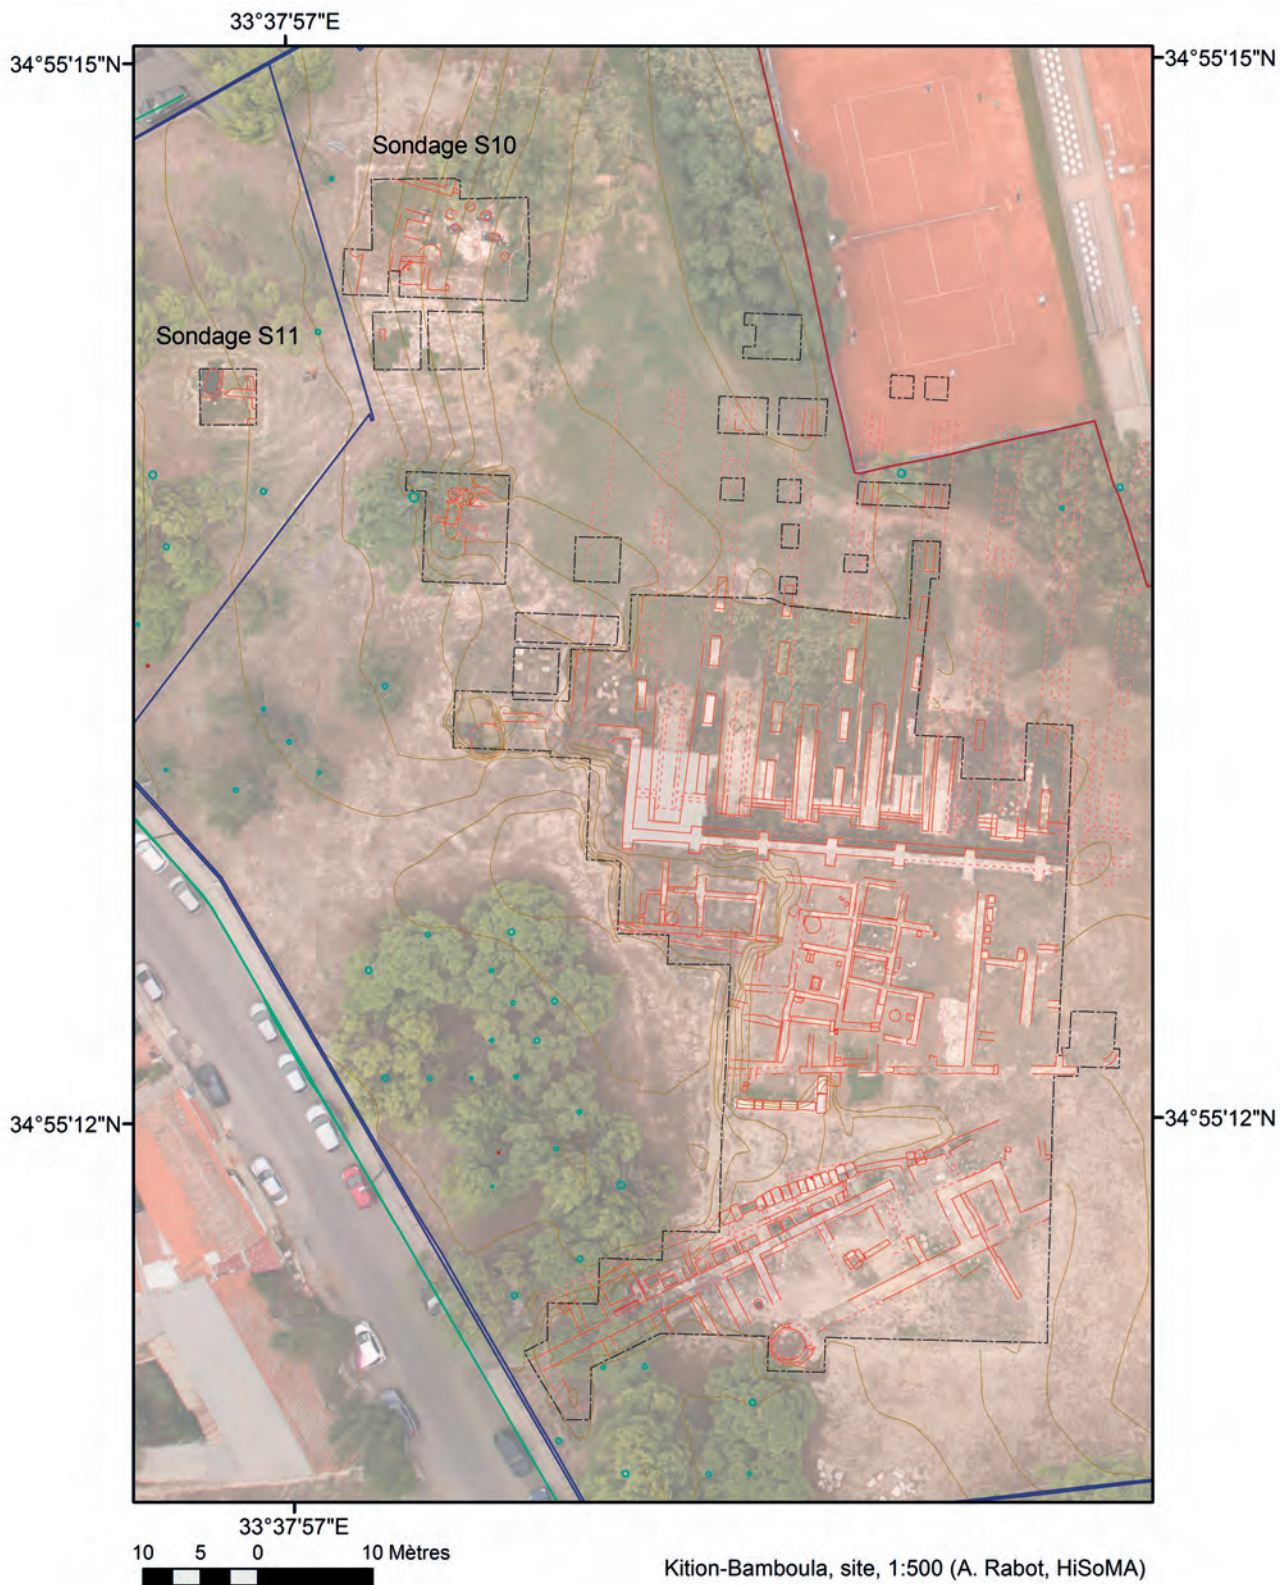 33°37'57"E
34°55'15"N
34°55'15"N
Sondage S10
Sondage S11
34°55'12"N
34°55'12"N
33°37'57"E
10 5 0 10 Mètres
Kition-Bamboula, site, 1:500 (A. Rabot, HiSoMA)